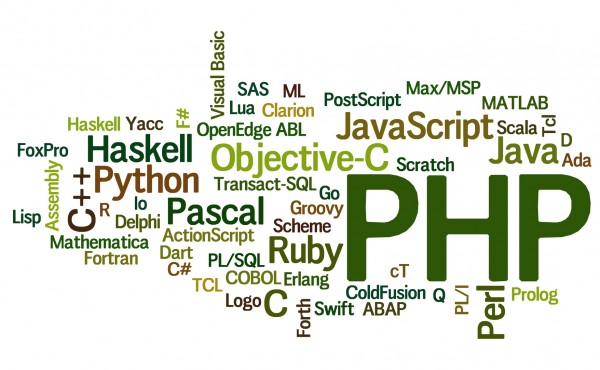 Visual Basic
SAS
ML
Max/MSP
PostScript
MATLAB
Lua
Clarion
Haskell
Yacc
F#
OpenEdge ABL
JavaScript
Scala
Tcl
FoxPro
Haskell
Objective-C
Scratch
Java
D
Ada
Assembly
C++
Python
Transact-SQL
Go
PHP
R
Io
Pascal
Groovy
Lisp
Delphi
Scheme
Mathematica
ActionScript
Ruby
Fortran
Dart
PL/SQL
C#
cT
TCL
COBOL
Erlang
Logo
C
Forth
Swift
ColdFusion
ABAP
Q
PL/I
Perl
Prolog